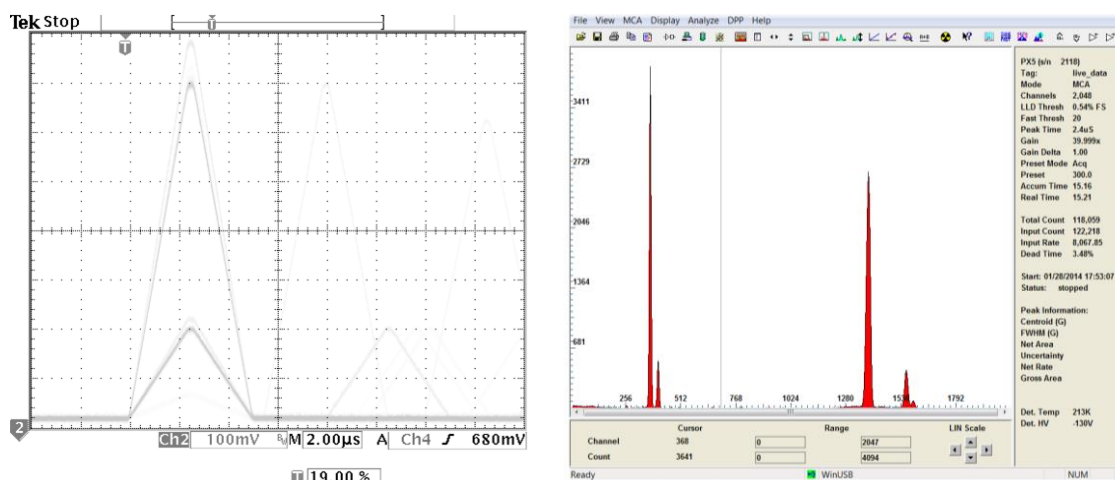 Tek Stop
T
T
2
Ch2 100mV M 2.00µs A Ch4 680mV
T 19.00 %
File View MCA Display Analyze DPP Help
3411
2729
2046
1364
681
256 512 768 1024 1280 1536 1792
PX5 (s/n 2118)
Tag: live_data
Mode MCA
Channels 2,048
LLD Thresh 0.54% FS
Fast Thresh 20
Peak Time 2.4uS
Gain 39.999x
Gain Delta 1.00
Preset Mode Acq
Preset 300.0
Accum Time 15.16
Real Time 15.21
Total Count 118,059
Input Count 122,218
Input Rate 8,067.85
Dead Time 3.48%
Start: 01/28/2014 17:53:07
Status: stopped
Peak Information:
Centroid (G)
FWHM (G)
Net Area
Uncertainty
Net Rate
Gross Area
Det. Temp 213K
Det. HV -130V
Cursor Range LIN Scale
Channel 368 0 2047
Count 3641 0 4094
Ready WinUSB NUM